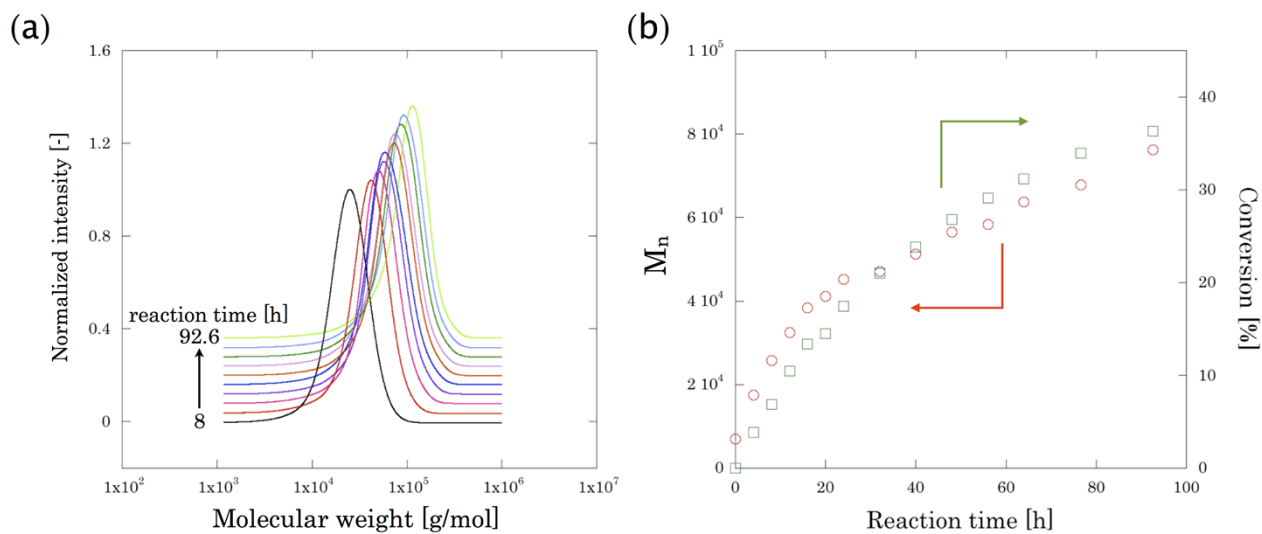 (a)
1.6
1.2
0.8
0.4
0
Normalized intensity [-]
reaction time [h]
92.6
8
1x10²
1x10³
1x10⁴
1x10⁵
1x10⁶
1x10⁷
Molecular weight [g/mol]
(b)
1 10⁵
8 10⁴
6 10⁴
4 10⁴
2 10⁴
0
Mₙ
40
30
20
10
0
Conversion [%]
0
20
40
60
80
100
Reaction time [h]